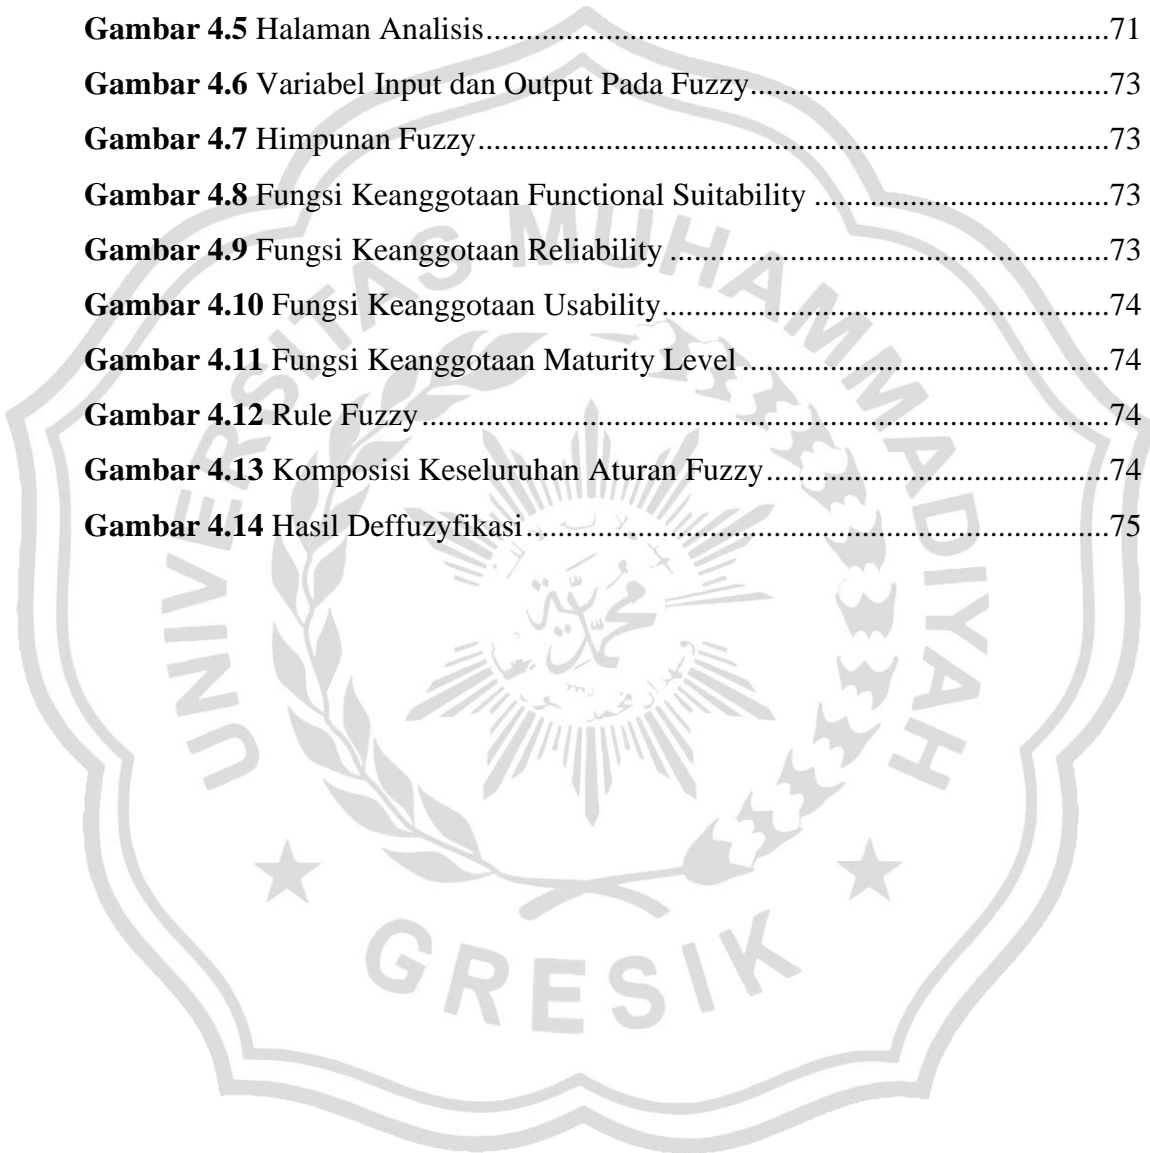 Gambar 4.5 Halaman Analisis....................................................................................................71
Gambar 4.6 Variabel Input dan Output Pada Fuzzy..........................................................73
Gambar 4.7 Himpunan Fuzzy......................................................................................................73
Gambar 4.8 Fungsi Keanggotaan Functional Suitability ................................................73
Gambar 4.9 Fungsi Keanggotaan Reliability .......................................................................73
Gambar 4.10 Fungsi Keanggotaan Usability........................................................................74
Gambar 4.11 Fungsi Keanggotaan Maturity Level ...........................................................74
Gambar 4.12 Rule Fuzzy ..............................................................................................................74
Gambar 4.13 Komposisi Keseluruhan Aturan Fuzzy .......................................................74
Gambar 4.14 Hasil Deffuzyfikasi..............................................................................................75
UNIVERSITAS MUHAMMADIYAH
محمد
GRESIK